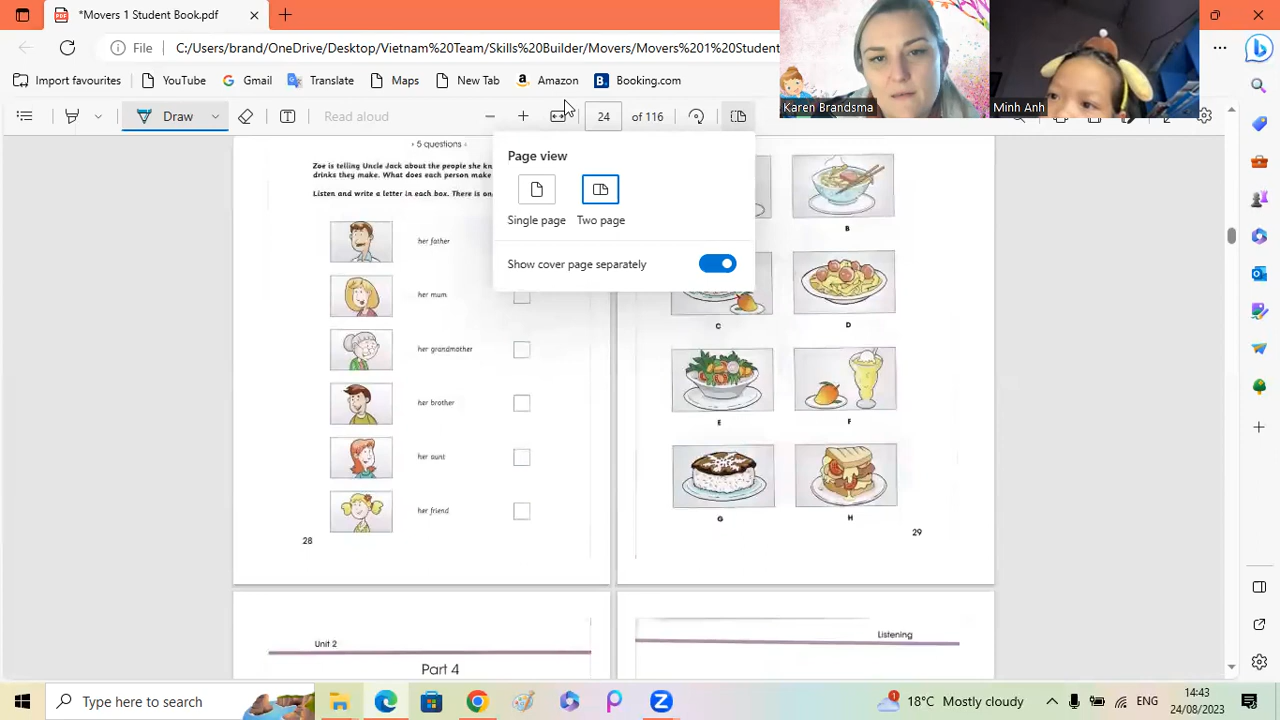 *Movers 1 Student Book.pdf
File
C:/Users/brand/OneDrive/Desktop/Vietnam%20Team/Skills%20Builder/Movers/Movers%201%20Student
Import favourites
YouTube
Gmail
Translate
Maps
New Tab
Amazon
Booking.com
Karen Brandsma
Minh Anh
Draw
Read aloud
24
of 116
Page view
Single page
Two page
Show cover page separately
5 questions
Zoe is telling Uncle Jack about the people she kn
drinks they make. What does each person make
Listen and write a letter in each box. There is on
her father
her mum
her grandmother
her brother
her aunt
her friend
28
B
C
D
E
F
G
H
29
Unit 2
Part 4
Listening
Type here to search
1
18°C Mostly cloudy
ENG
14:43
24/08/2023